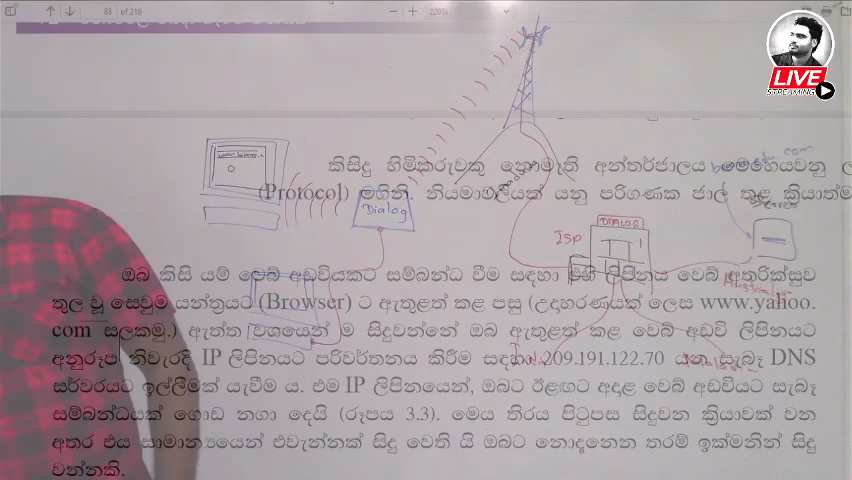 83 of 216
220%
LIVE
STREAMING
කිසිදු හිමිකරුවකු නොමැති අන්තර්ජාලය මෙහෙයවනු
(Protocol) මගිනි. නියමාවලියක් යනු පරිගණක ජාල තුළ
Dialog
DIALOG
ISP
ඔබ කිසි යම් වෙබ් අඩවියකට සම්බන්ධ වීම සඳහා එහි ලිපිනය වෙබ් අතරික්සුව
තුල වූ සෙවුම් යන්ත්‍රයට (Browser) ට ඇතුළත් කළ පසු (උදාහරණයක් ලෙස www.yahoo.
com සලකමු.) ඇත්ත වශයෙන් ම සිදුවන්නේ ඔබ ඇතුළත් කළ වෙබ් අඩවි ලිපිනයට
අනුරූප නිවැරදි IP ලිපිනයට පරිවර්තනය කිරීම සඳහා 209.191.122.70 යන සැබෑ DNS
සර්වරයට ඉල්ලීමක් යැවීම ය. එම IP ලිපිනයෙන්, ඔබට ඊළඟට අදාළ වෙබ් අඩවියට සැබෑ
සම්බන්ධයක් ගොඩ නගා දෙයි (රූපය 3.3). මෙය තිරය පිටුපස සිදුවන ක්‍රියාවක් වන
අතර එය සාමාන්‍යයෙන් එවැන්නක් සිදු වෙති යි ඔබට නොදැනෙන තරම් ඉක්මනින් සිදු
වන්නකි.